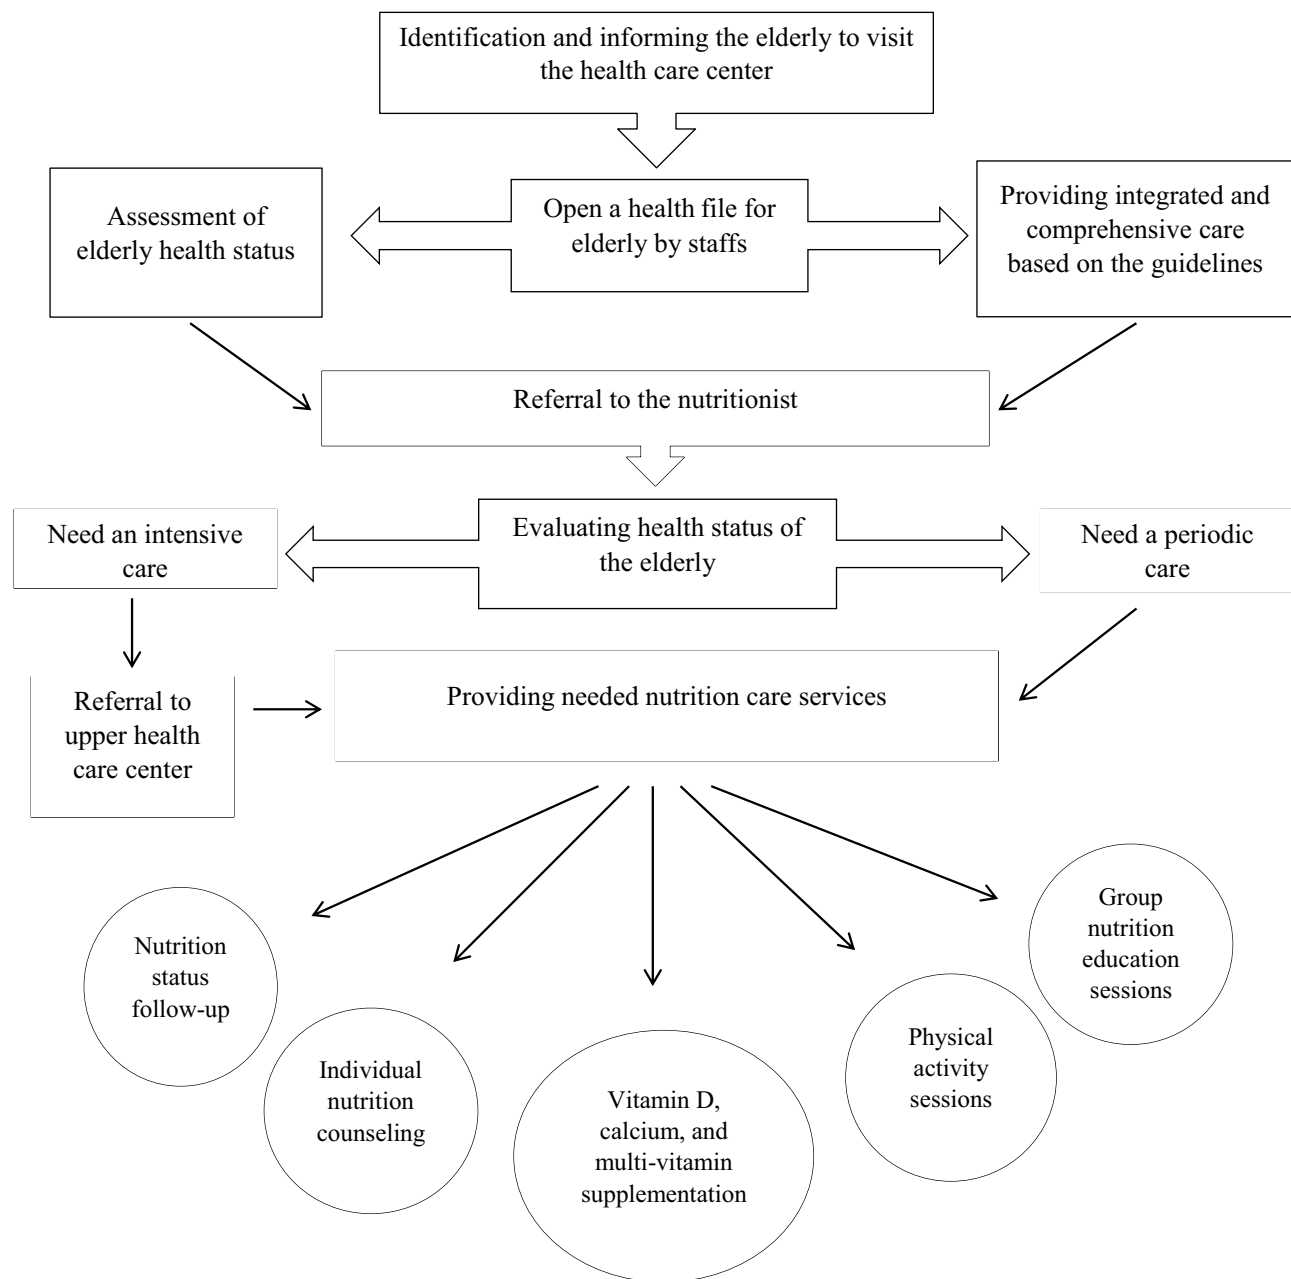 Identification and informing the elderly to visit
the health care center
Assessment of
elderly health status
Open a health file for
elderly by staffs
Providing integrated and
comprehensive care
based on the guidelines
Referral to the nutritionist
Need an intensive
care
Evaluating health status of
the elderly
Need a periodic
care
Referral to
upper health
care center
Providing needed nutrition care services
Nutrition
status
follow-up
Individual
nutrition
counseling
Vitamin D,
calcium, and
multi-vitamin
supplementation
Physical
activity
sessions
Group
nutrition
education
sessions